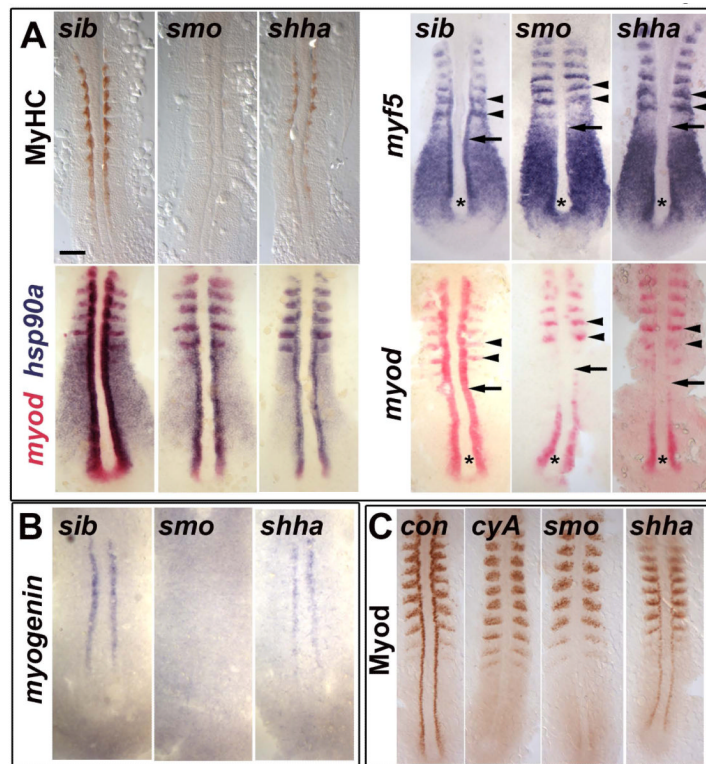 A
sib smo shha
MyHC
sib smo shha
myf5
*
*
*
myod hsp90a
myod
*
*
*
B
sib smo shha
myogenin
C
con cyA smo shha
Myod